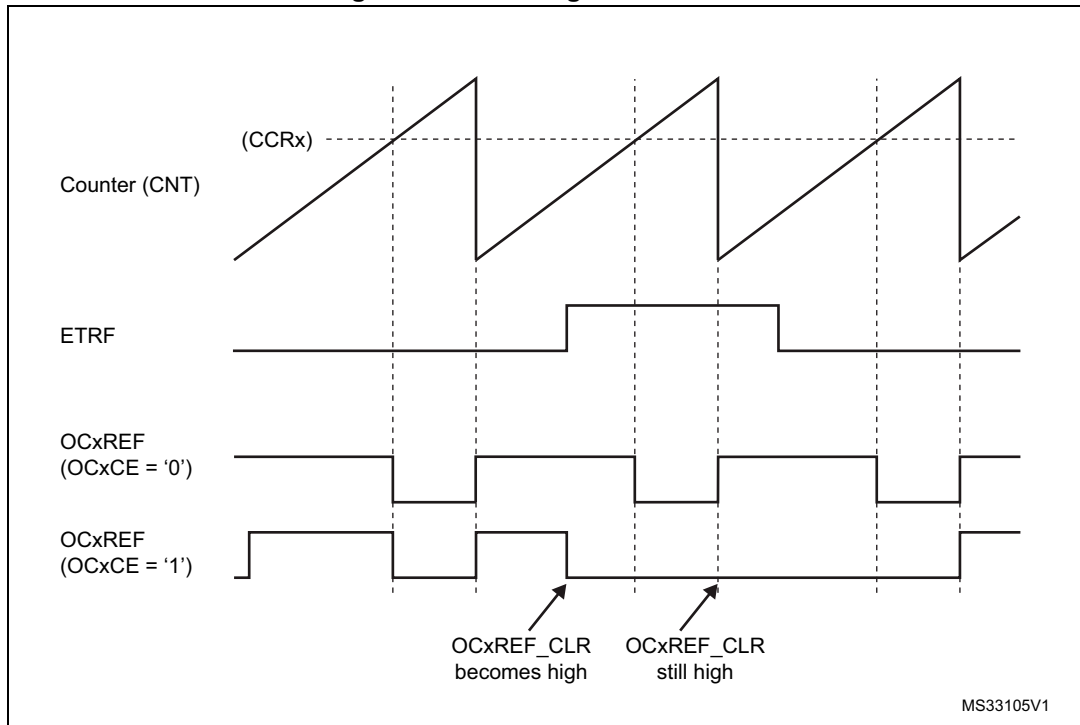 (CCRx)
Counter (CNT)
ETRF
OCxREF
(OCxCE = ‘0’)
OCxREF
(OCxCE = ‘1’)
OCxREF_CLR
becomes high
OCxREF_CLR
still high
MS33105V1